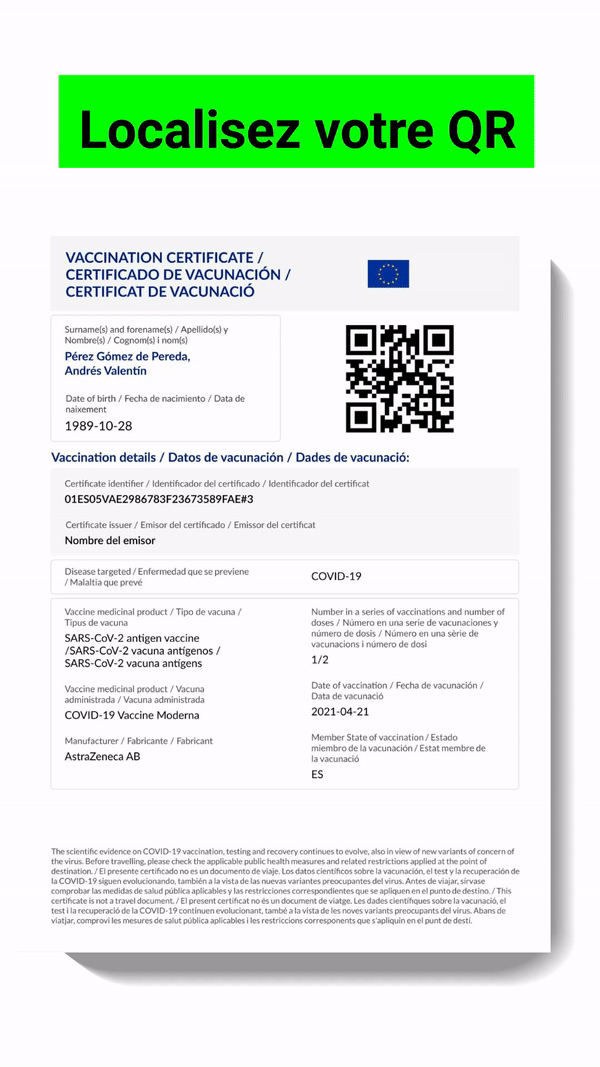 Localisez votre QR
VACCINATION CERTIFICATE /
CERTIFICADO DE VACUNACIÓN /
CERTIFICAT DE VACUNACIÓ
Surname(s) and forename(s) / Apellido(s) y
Nombre(s) / Cognom(s) i nom(s)
Pérez Gómez de Pereda,
Andrés Valentín
Date of birth / Fecha de nacimiento / Data de
naixement
1989-10-28
Vaccination details / Datos de vacunación / Dades de vacunació:
Certificate identifier / Identificador del certificado / Identificador del certificat
01ES05VAE2986783F23673589FAE#3
Certificate issuer / Emisor del certificado / Emissor del certificat
Nombre del emisor
Disease targeted / Enfermedad que se previene
/ Malaltia que prevé
COVID-19
Vaccine medicinal product / Tipo de vacuna /
Tipus de vacuna
SARS-CoV-2 antigen vaccine
/SARS-CoV-2 vacuna antígenos /
SARS-CoV-2 vacuna antígens
Vaccine medicinal product / Vacuna
administrada / Vacuna administrada
COVID-19 Vaccine Moderna
Manufacturer / Fabricante / Fabricant
AstraZeneca AB
Number in a series of vaccinations and number of
doses / Número en una serie de vacunaciones y
número de dosis / Número en una sèrie de
vacunacions i número de dosi
1/2
Date of vaccination / Fecha de vacunación /
Data de vacunació
2021-04-21
Member State of vaccination / Estado
miembro de la vacunación / Estat membre de
la vacunació
ES
The scientific evidence on COVID-19 vaccination, testing and recovery continues to evolve, also in view of new variants of concern of
the virus. Before travelling, please check the applicable public health measures and related restrictions applied at the point of
destination. / El presente certificado no es un documento de viaje. Los datos científicos sobre la vacunación, el test y la recuperación de
la COVID-19 siguen evolucionando, también a la vista de las nuevas variantes preocupantes del virus. Antes de viajar, sírvase
comprobar las medidas de salud pública aplicables y las restricciones correspondientes que se apliquen en el punto de destino. / This
certificate is not a travel document. / El present certificat no és un document de viatge. Les dades científiques sobre la vacunació, el
test i la recuperació de la COVID-19 continuen evolucionant, també a la vista de les noves variants preocupants del virus. Abans de
viatjar, comprovi les mesures de salut pública aplicables i les restriccions corresponents que s'apliquin en el punt de destí.